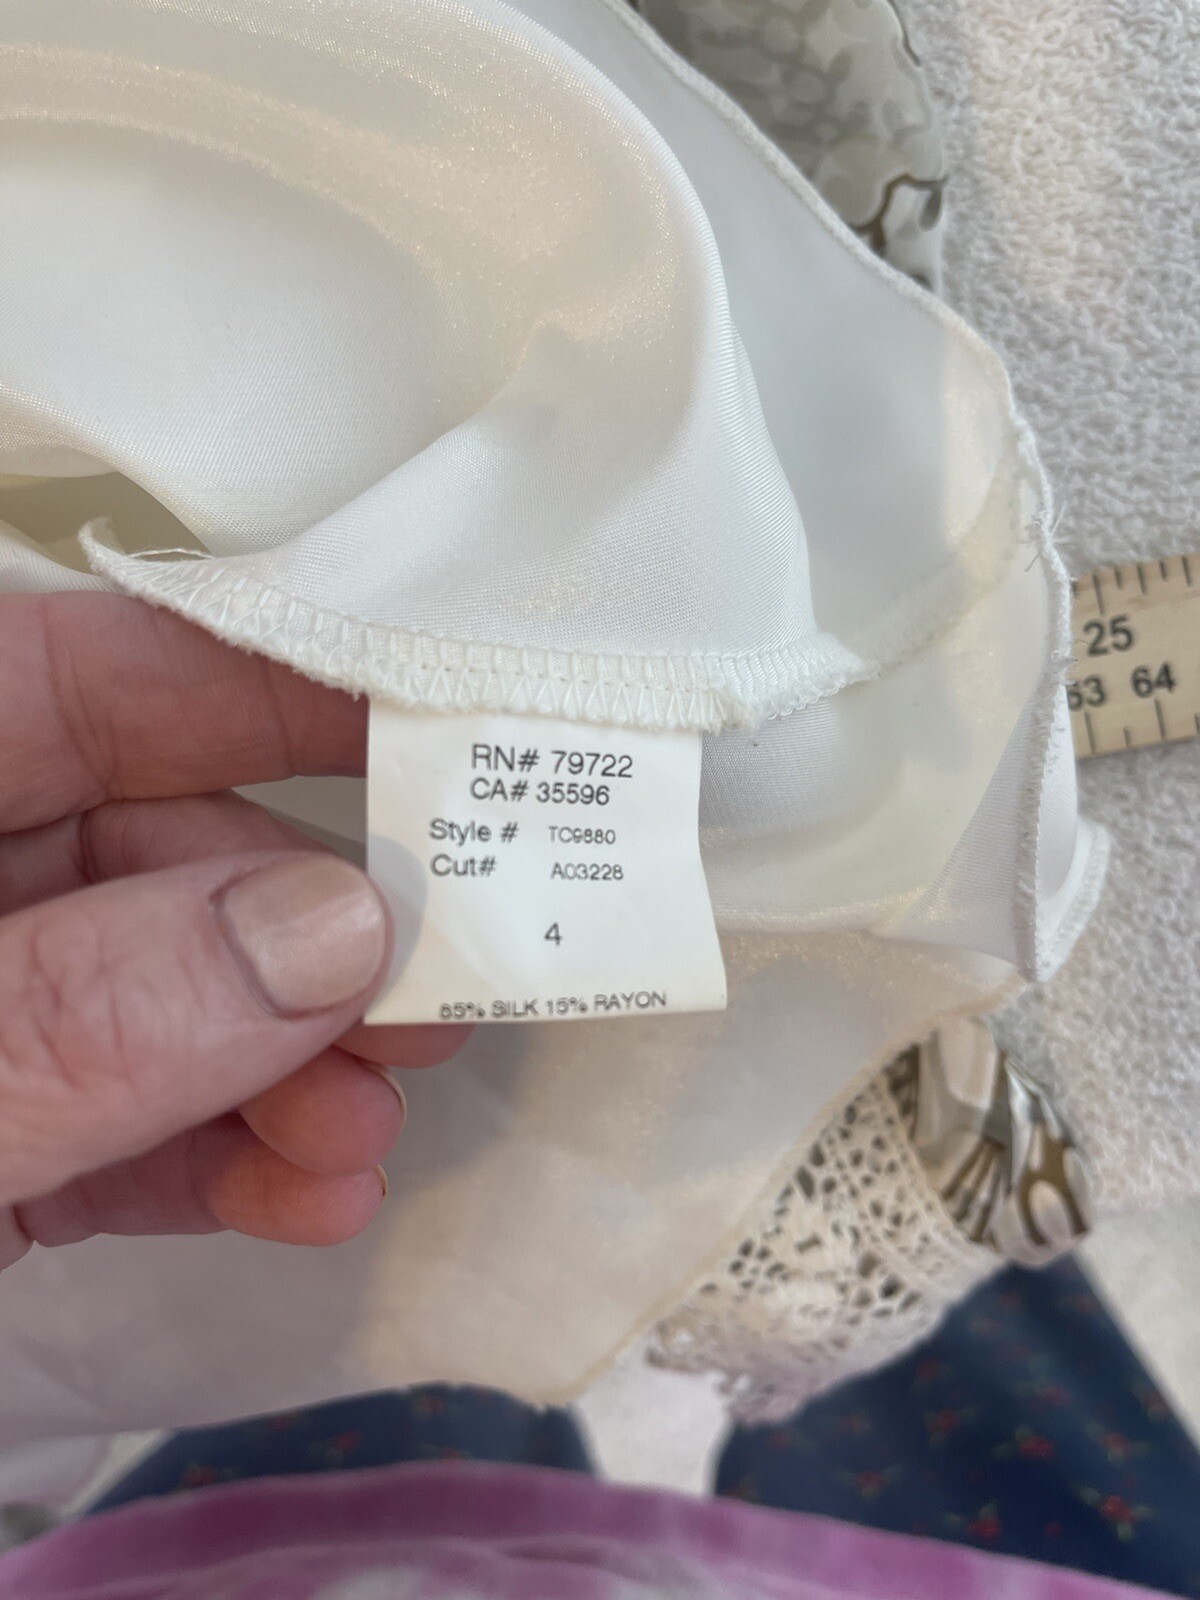 RN# 79722
CA# 35596
Style # TC9880
Cut# A03228
4
85% SILK 15% RAYON
25
63 64